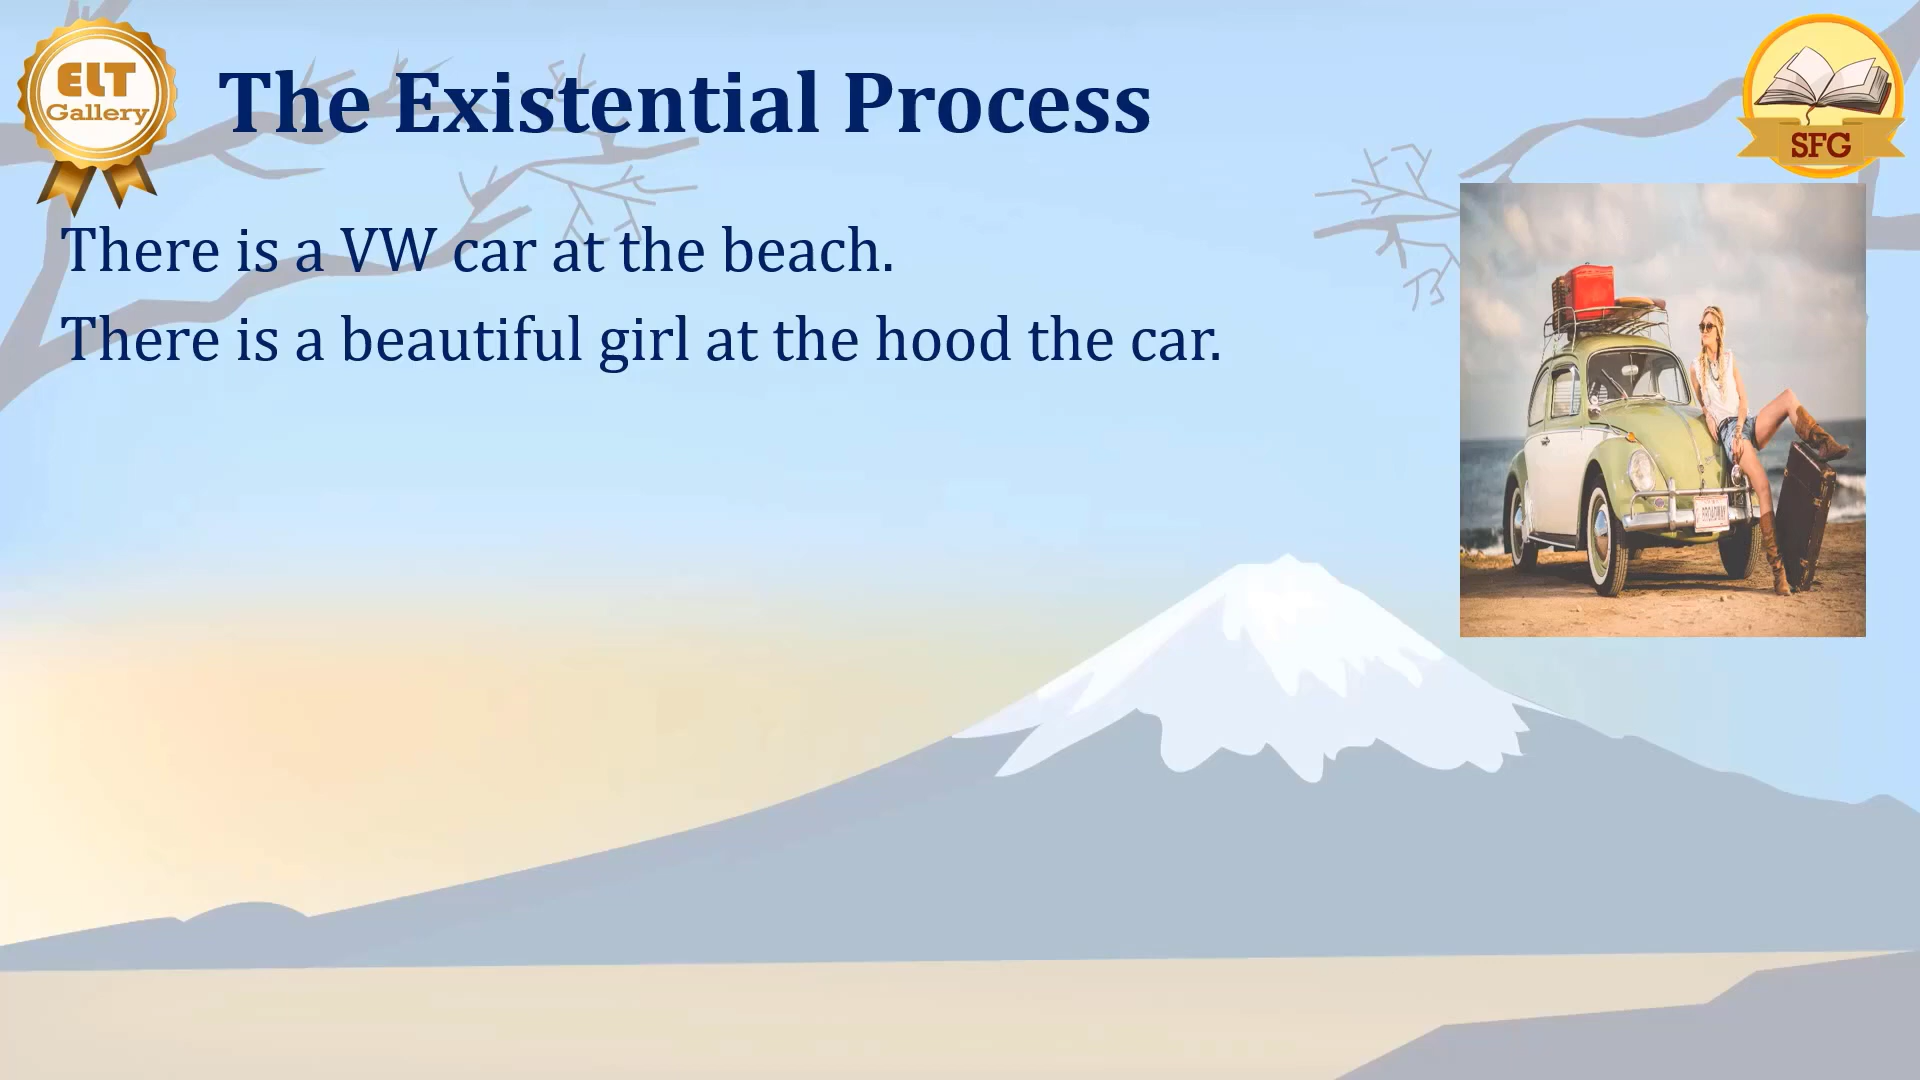 ELT
Gallery
The Existential Process
SFG
There is a VW car at the beach.
There is a beautiful girl at the hood the car.
BROADWAY